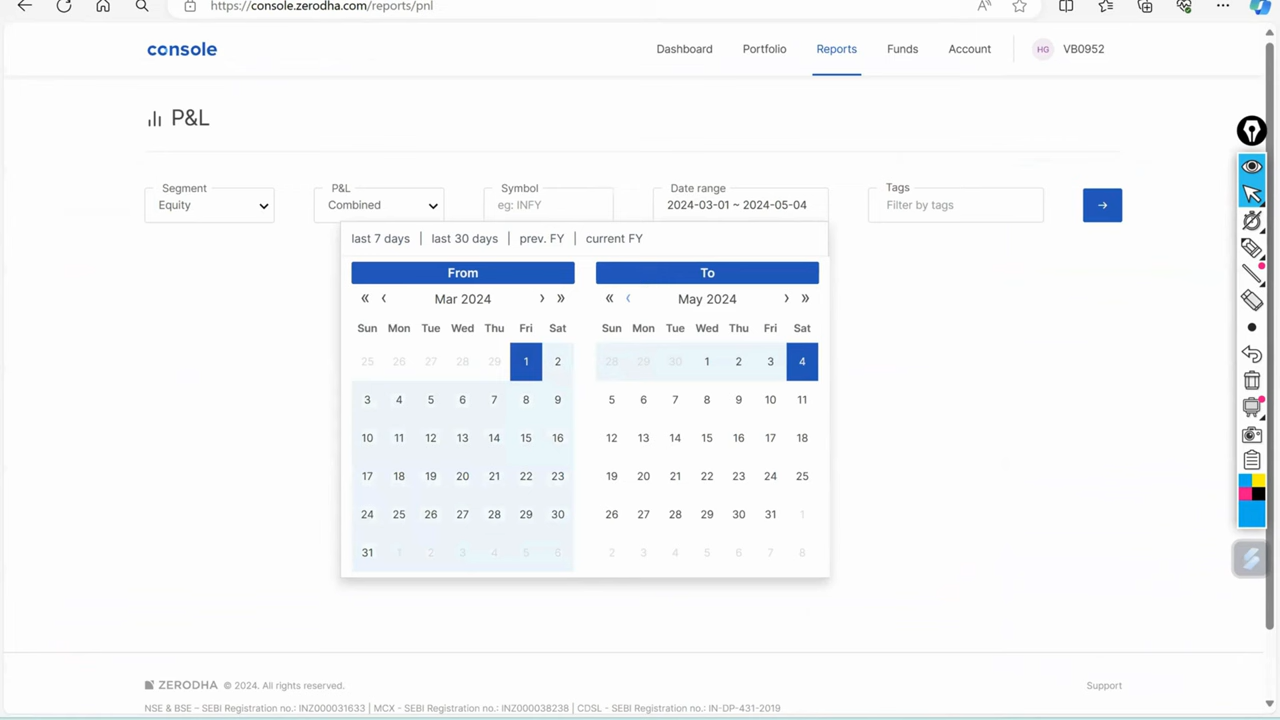 https://console.zerodha.com/reports/pnl
console Dashboard Portfolio Reports Funds Account HG VB0952
P&L
Segment P&L Symbol Date range Tags
Equity Combined eg: INFY 2024-03-01 ~ 2024-05-04 Filter by tags
last 7 days | last 30 days | prev. FY | current FY
From To
« ‹ Mar 2024 › » « ‹ May 2024 › »
Sun Mon Tue Wed Thu Fri Sat Sun Mon Tue Wed Thu Fri Sat
25 26 27 28 29 1 2 28 29 30 1 2 3 4
3 4 5 6 7 8 9 5 6 7 8 9 10 11
10 11 12 13 14 15 16 12 13 14 15 16 17 18
17 18 19 20 21 22 23 19 20 21 22 23 24 25
24 25 26 27 28 29 30 26 27 28 29 30 31 1
31 1 2 3 4 5 6 2 3 4 5 6 7 8
ZERODHA © 2024. All rights reserved. Support
NSE & BSE – SEBI Registration no.: INZ000031633 | MCX - SEBI Registration no.: INZ000038238 | CDSL - SEBI Registration no.: IN-DP-431-2019